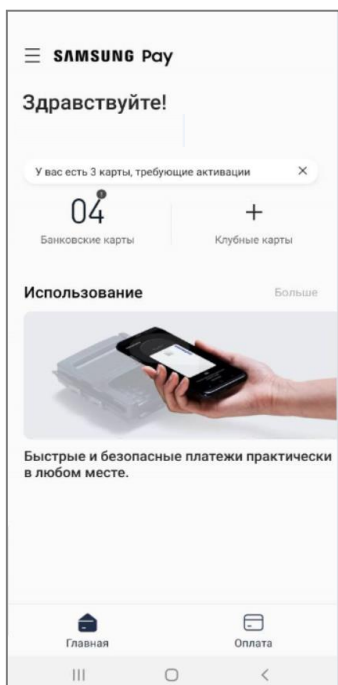 SAMSUNG Pay
Здравствуйте!
У вас есть 3 карты, требующие активации
04
Банковские карты
+
Клубные карты
Использование
Больше
Быстрые и безопасные платежи практически
в любом месте.
Главная
Оплата